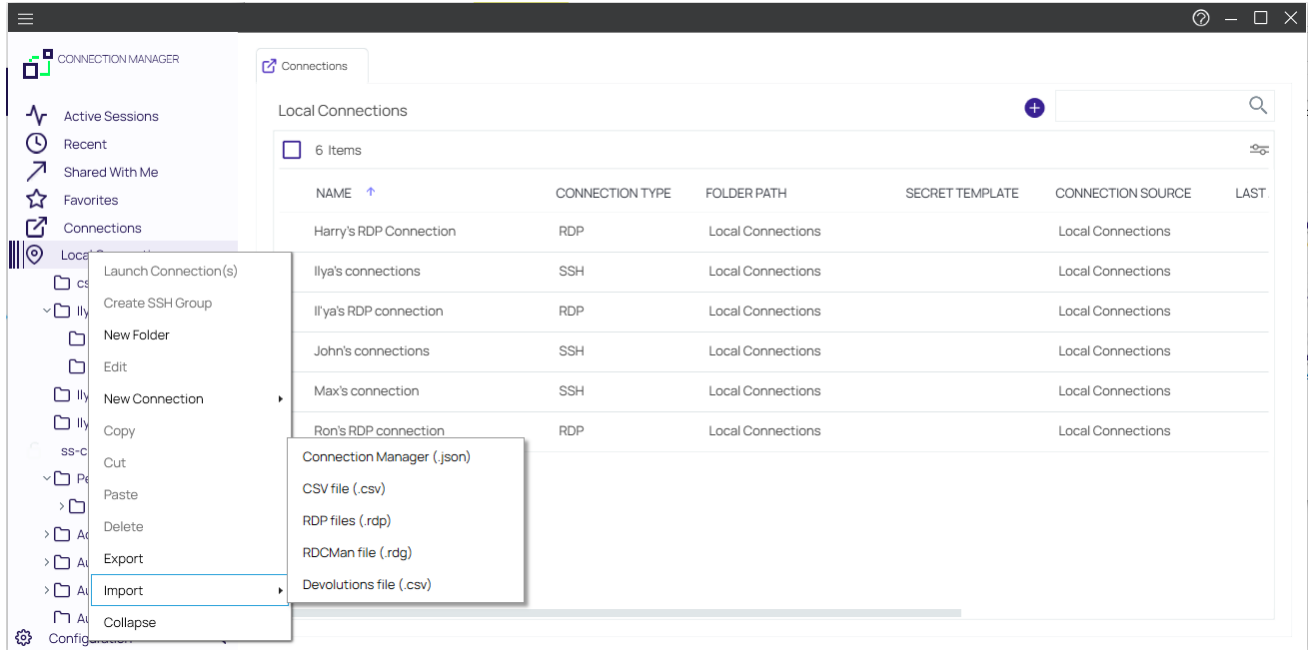 CONNECTION MANAGER
Active Sessions
Recent
Shared With Me
Favorites
Connections
Launch Connection(s)
Create SSH Group
New Folder
Edit
New Connection
Copy
Cut
Paste
Delete
Export
Import
Collapse
Connection Manager (.json)
CSV file (.csv)
RDP files (.rdp)
RDCMan file (.rdg)
Devolutions file (.csv)
Connections
Local Connections
6 Items
NAME CONNECTION TYPE FOLDER PATH SECRET TEMPLATE CONNECTION SOURCE LAST
Harry's RDP Connection RDP Local Connections Local Connections
Ilya's connections SSH Local Connections Local Connections
Il'ya's RDP connection RDP Local Connections Local Connections
John's connections SSH Local Connections Local Connections
Max's connection SSH Local Connections Local Connections
Ron's RDP connection RDP Local Connections Local Connections